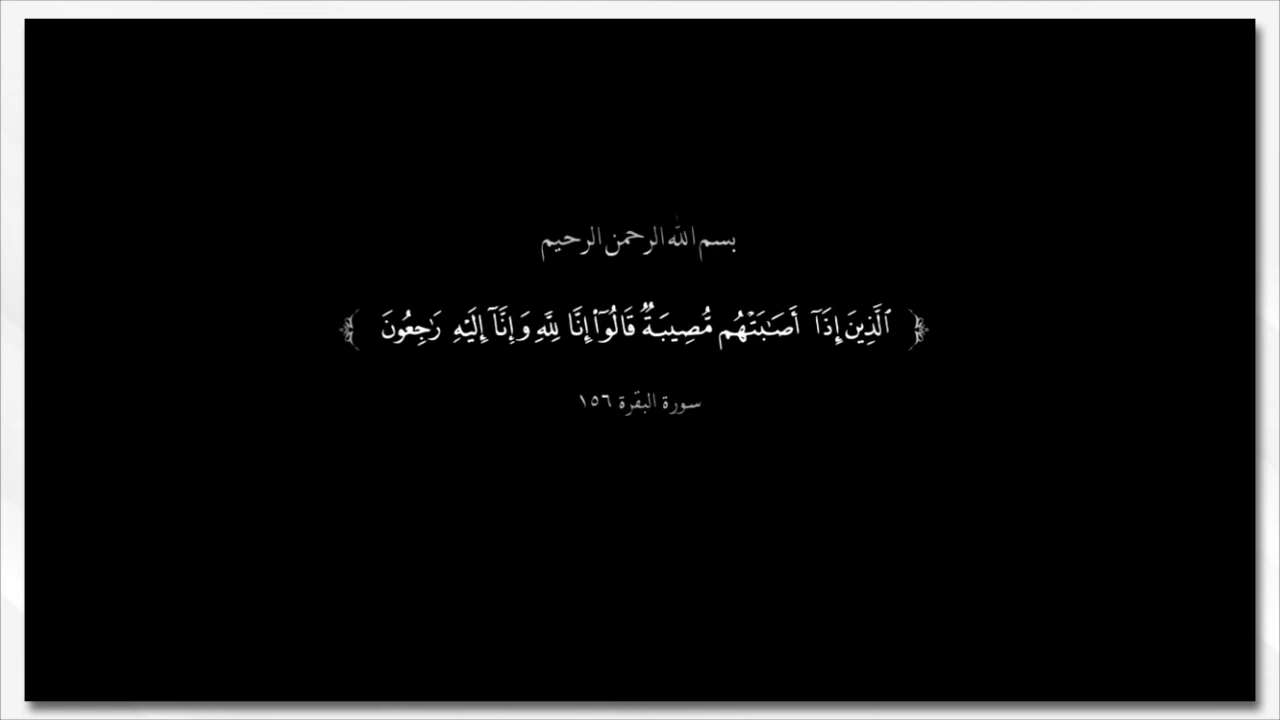 بسم الله الرحمن الرحيم
﴿ ٱلَّذِينَ إِذَآ أَصَـٰبَتْهُم مُّصِيبَةٌ قَالُوٓا۟ إِنَّا لِلَّهِ وَإِنَّآ إِلَيْهِ رَٰجِعُونَ ﴾
سورة البقرة ١٥٦